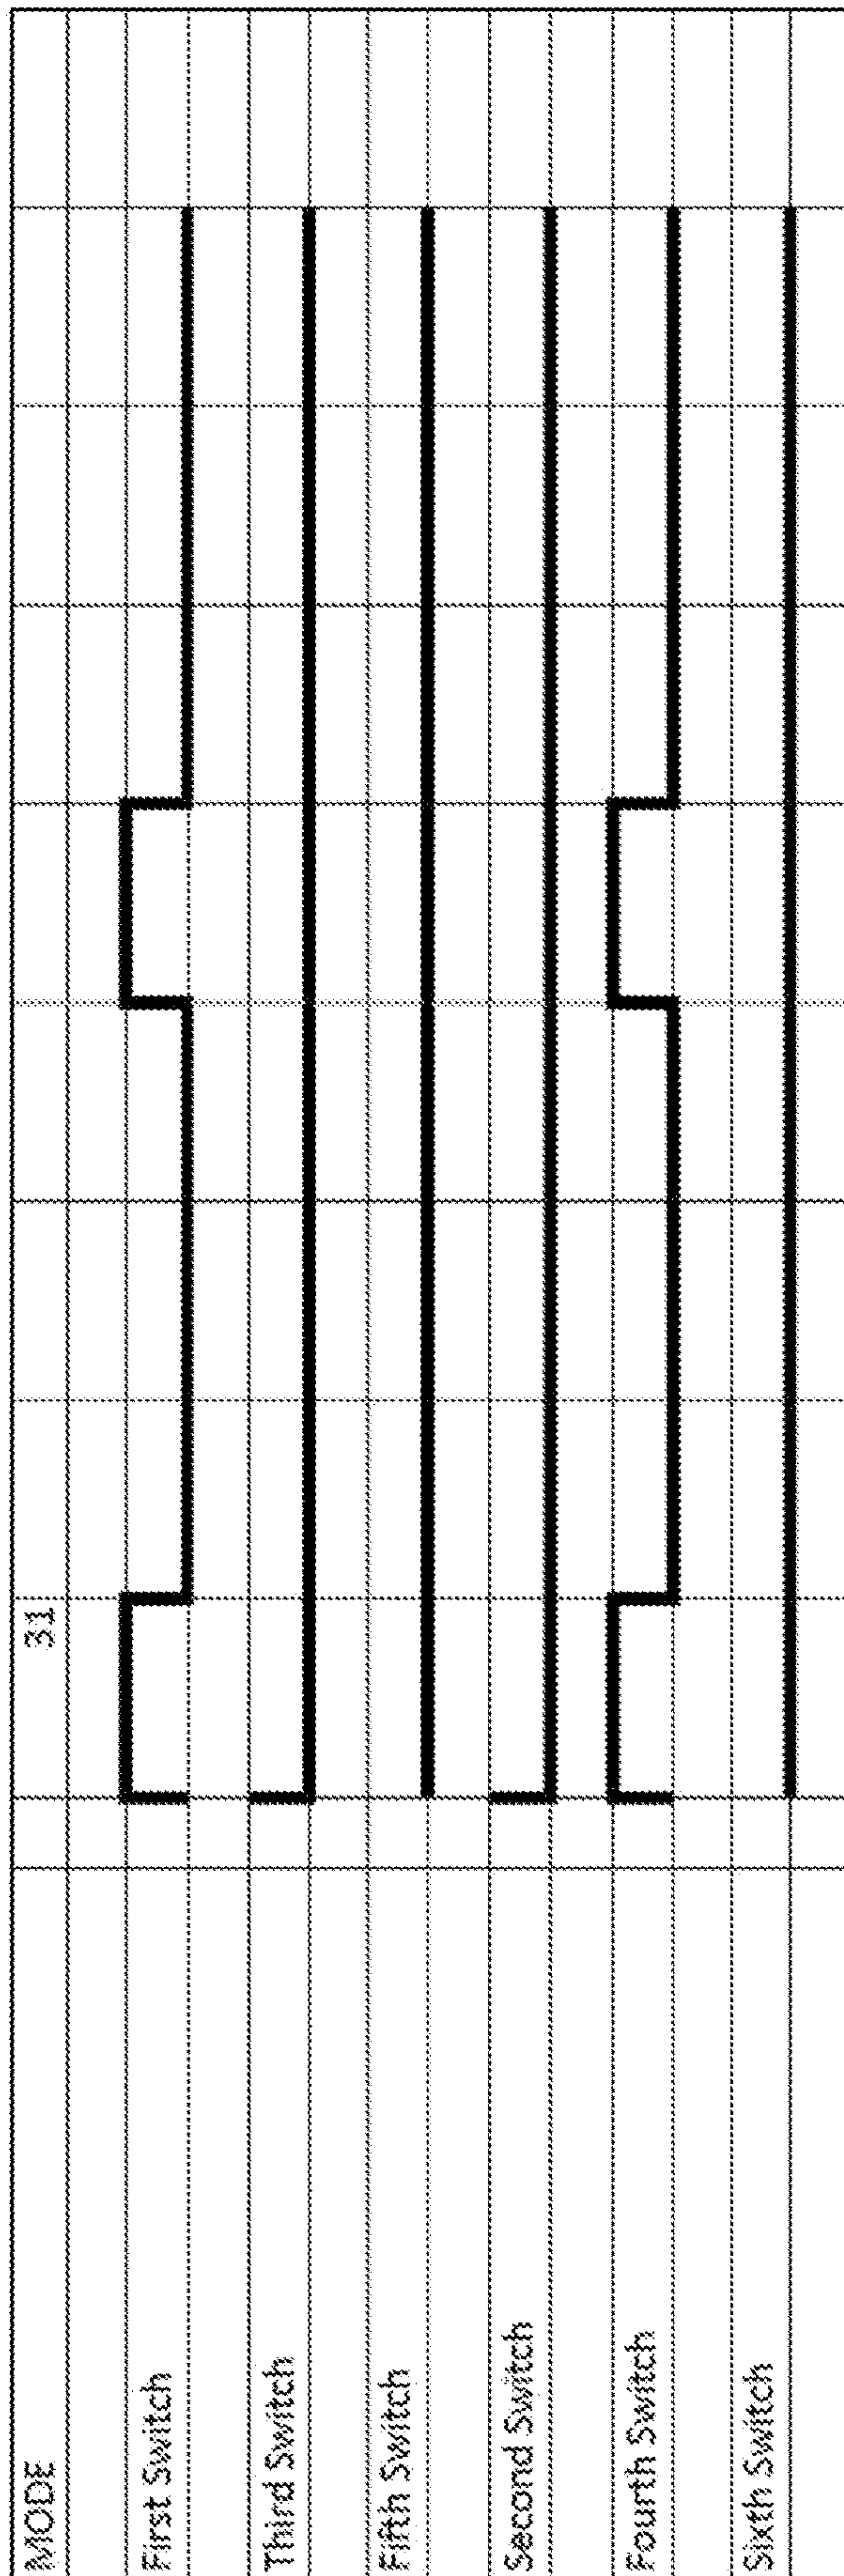 MODE 31
First Switch
Third Switch
Fifth Switch
Second Switch
Fourth Switch
Sixth Switch